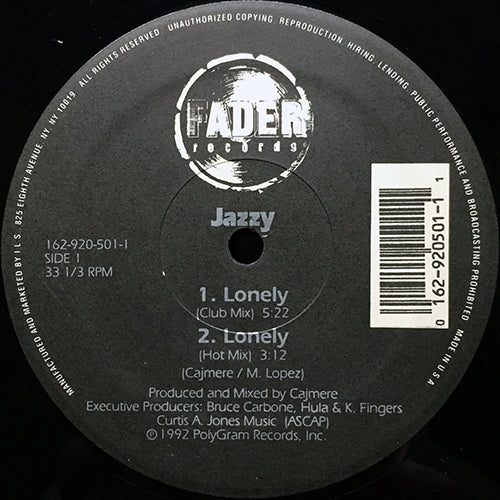 MANUFACTURED AND MARKETED BY I L S. 825 EIGHTH AVENUE, NY, NY 10019 ALL RIGHTS RESERVED. UNAUTHORIZED COPYING, REPRODUCTION, HIRING, LENDING, PUBLIC PERFORMANCE AND BROADCASTING PROHIBITED MADE IN U.S.A.
FADER
records
Jazzy
162-920-501-1
SIDE 1
33 1/3 RPM
0 162-920501-1 1
1. Lonely
(Club Mix) 5:22
2. Lonely
(Hot Mix) 3:12
(Cajmere / M. Lopez)
Produced and Mixed by Cajmere
Executive Producers: Bruce Carbone, Hula & K. Fingers
Curtis A. Jones Music (ASCAP)
℗ 1992 PolyGram Records, Inc.